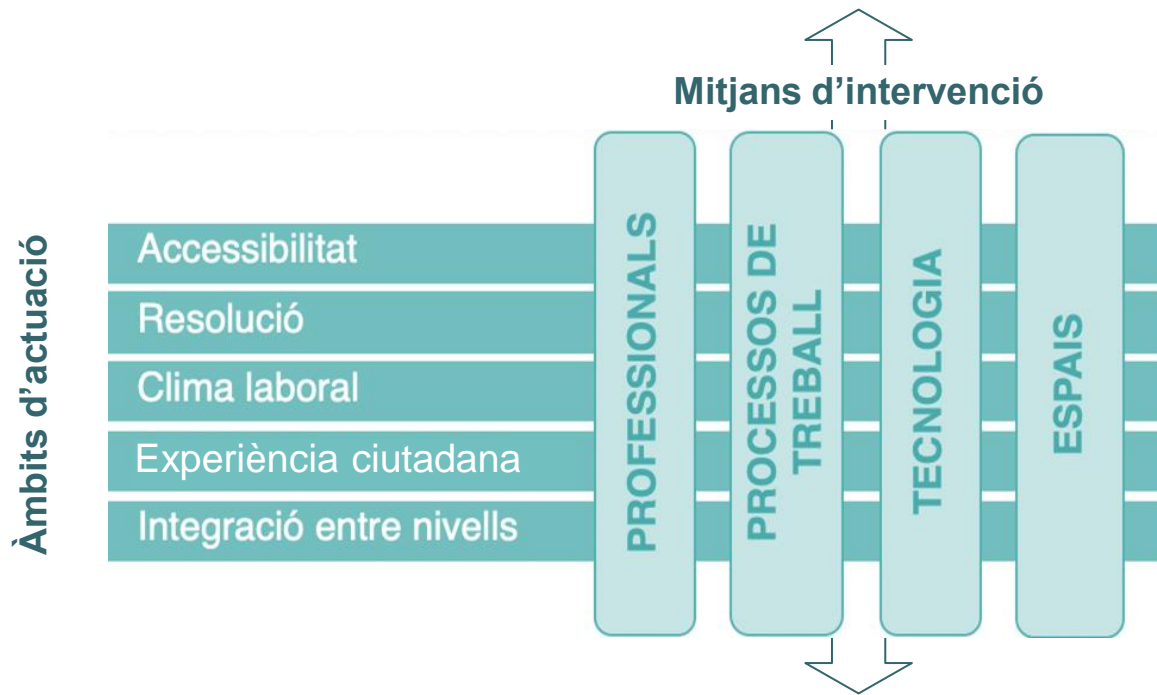 Mitjans d’intervenció
Àmbits d’actuació
Accessibilitat
Resolució
Clima laboral
Experiència ciutadana
Integració entre nivells
PROFESSIONALS
PROCESSOS DE
TREBALL
TECNOLOGIA
ESPAIS